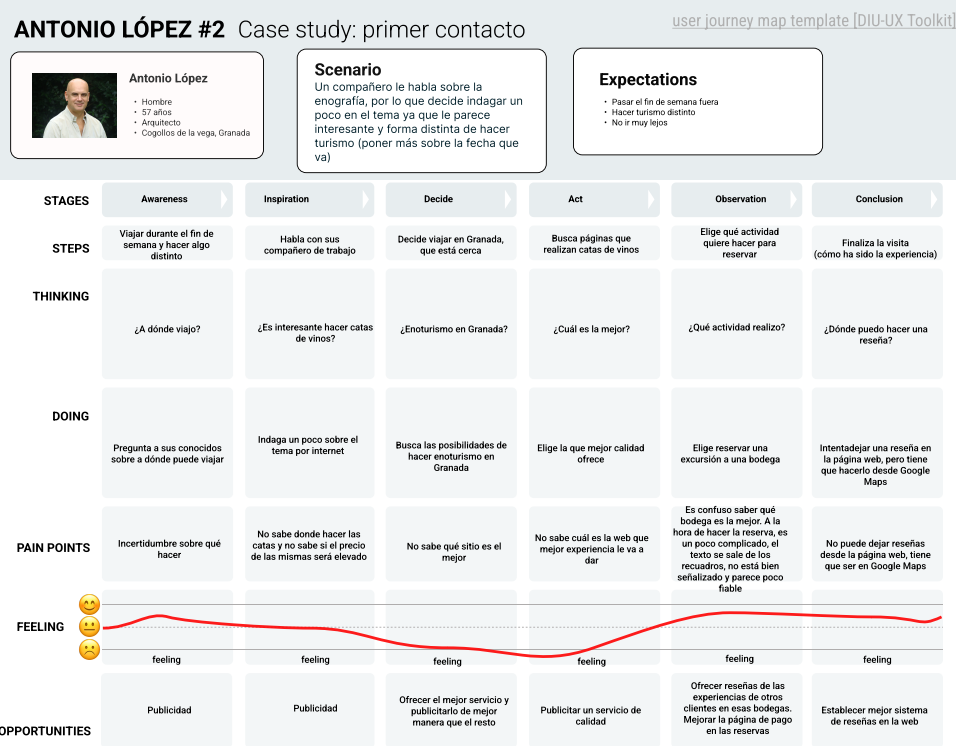 ANTONIO LÓPEZ #2 Case study: primer contacto
user journey map template [DIU-UX Toolkit]
Antonio López
• Hombre
• 57 años
• Arquitecto
• Cogollos de la vega, Granada
Scenario
Un compañero le habla sobre la
enografía, por lo que decide indagar un
poco en el tema ya que le parece
interesante y forma distinta de hacer
turismo (poner más sobre la fecha que
va)
Expectations
• Pasar el fin de semana fuera
• Hacer turismo distinto
• No ir muy lejos
STAGES
Awareness
Inspiration
Decide
Act
Observation
Conclusion
STEPS
Viajar durante el fin de
semana y hacer algo
distinto
Habla con sus
compañero de trabajo
Decide viajar en Granada,
que está cerca
Busca páginas que
realizan catas de vinos
Elige qué actividad
quiere hacer para
reservar
Finaliza la visita
(cómo ha sido la experiencia)
THINKING
¿A dónde viajo?
¿Es interesante hacer catas
de vinos?
¿Enoturismo en Granada?
¿Cuál es la mejor?
¿Qué actividad realizo?
¿Dónde puedo hacer una
reseña?
DOING
Pregunta a sus conocidos
sobre a dónde puede viajar
Indaga un poco sobre el
tema por internet
Busca las posibilidades de
hacer enoturismo en
Granada
Elige la que mejor calidad
ofrece
Elige reservar una
excursión a una bodega
Intentadejar una reseña en
la página web, pero tiene
que hacerlo desde Google
Maps
PAIN POINTS
Incertidumbre sobre qué
hacer
No sabe donde hacer las
catas y no sabe si el precio
de las mismas será elevado
No sabe qué sitio es el
mejor
No sabe cuál es la web que
mejor experiencia le va a
dar
Es confuso saber qué
bodega es la mejor. A la
hora de hacer la reserva, es
un poco complicado, el
texto se sale de los
recuadros, no está bien
señalizado y parece poco
fiable
No puede dejar reseñas
desde la página web, tiene
que ser en Google Maps
FEELING
feeling
feeling
feeling
feeling
feeling
feeling
OPPORTUNITIES
Publicidad
Publicidad
Ofrecer el mejor servicio y
publicitarlo de mejor
manera que el resto
Publicitar un servicio de
calidad
Ofrecer reseñas de las
experiencias de otros
clientes en esas bodegas.
Mejorar la página de pago
en las reservas
Establecer mejor sistema
de reseñas en la web